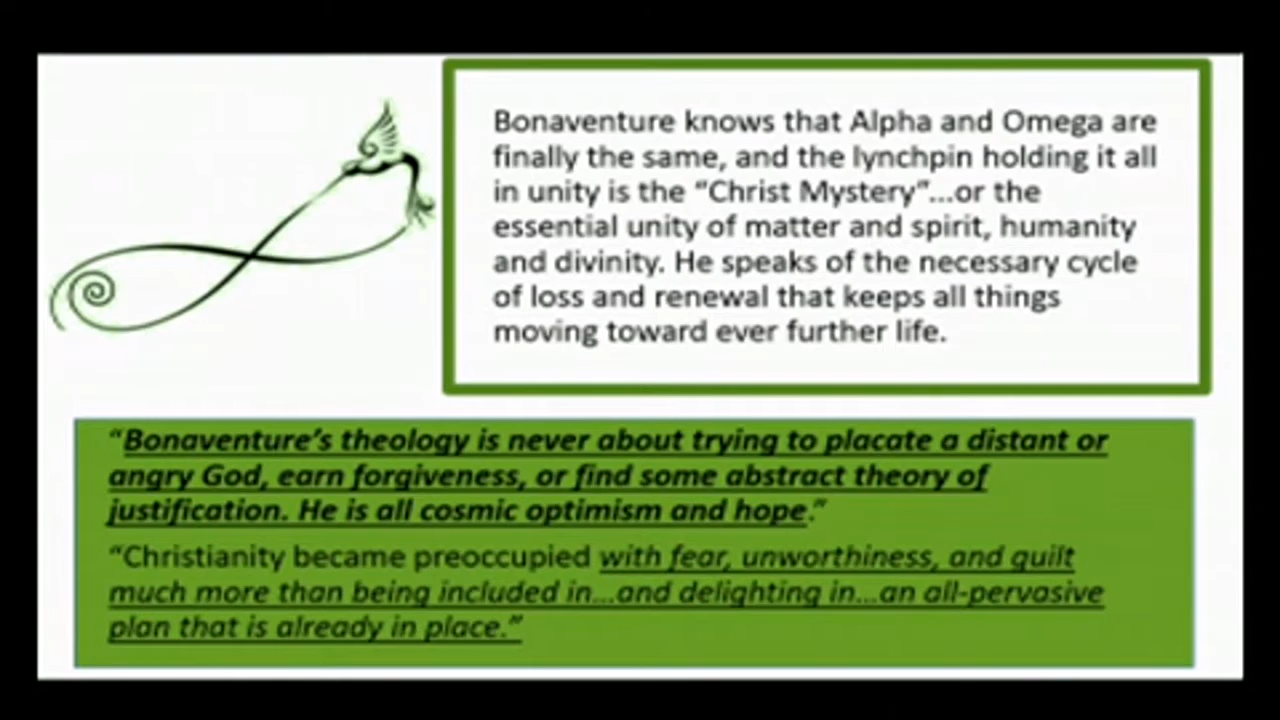 Bonaventure knows that Alpha and Omega are
finally the same, and the lynchpin holding it all
in unity is the “Christ Mystery”...or the
essential unity of matter and spirit, humanity
and divinity. He speaks of the necessary cycle
of loss and renewal that keeps all things
moving toward ever further life.
“Bonaventure’s theology is never about trying to placate a distant or
angry God, earn forgiveness, or find some abstract theory of
justification. He is all cosmic optimism and hope.”
“Christianity became preoccupied with fear, unworthiness, and guilt
much more than being included in...and delighting in...an all-pervasive
plan that is already in place.”